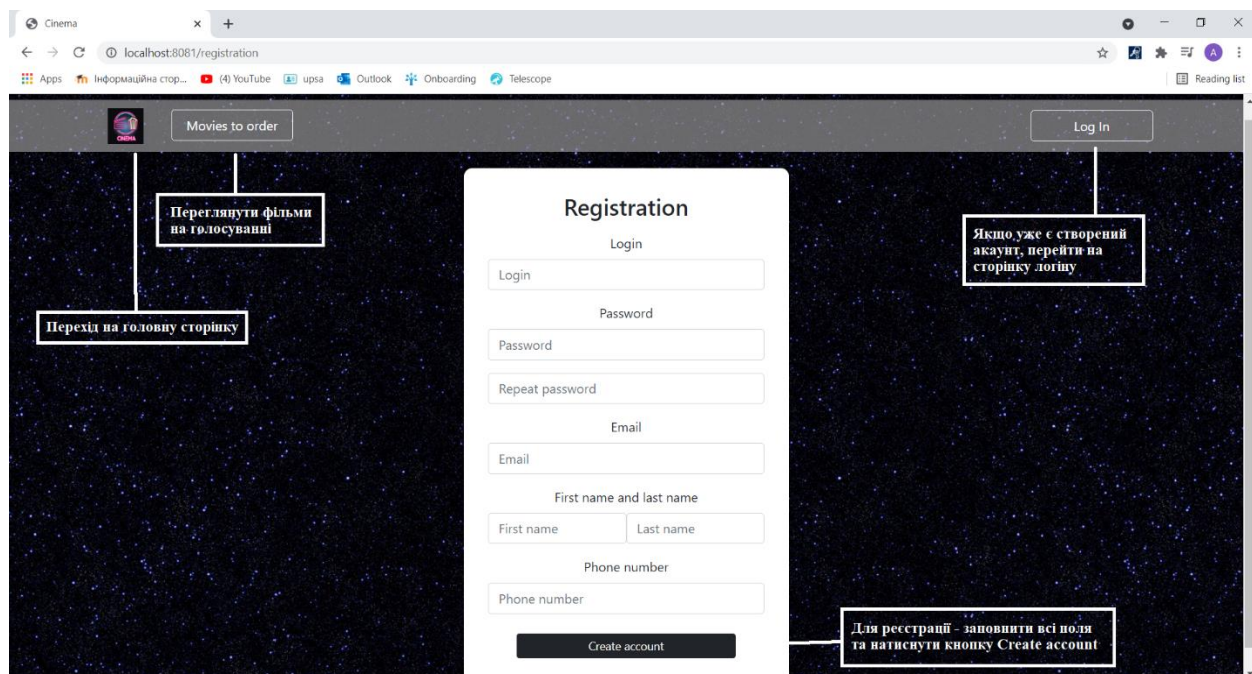 Cinema
localhost:8081/registration
Apps
Інформаційна стор...
(4) YouTube
upsa
Outlook
Onboarding
Telescope
A
Reading list
CINEMA
Movies to order
Log In
Переглянути фільми
на голосуванні
Перехід на головну сторінку
Якщо уже є створений
акаунт, перейти на
сторінку логіну
Registration
Login
Login
Password
Password
Repeat password
Email
Email
First name and last name
First name
Last name
Phone number
Phone number
Create account
Для реєстрації - заповнити всі поля
та натиснути кнопку Create account